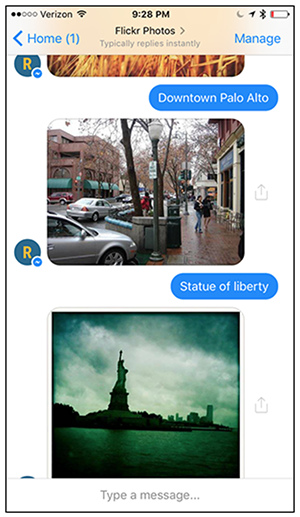 Verizon 9:28 PM
Home (1) Flickr Photos Manage
Typically replies instantly
R
Downtown Palo Alto
R
Statue of liberty
Type a message...